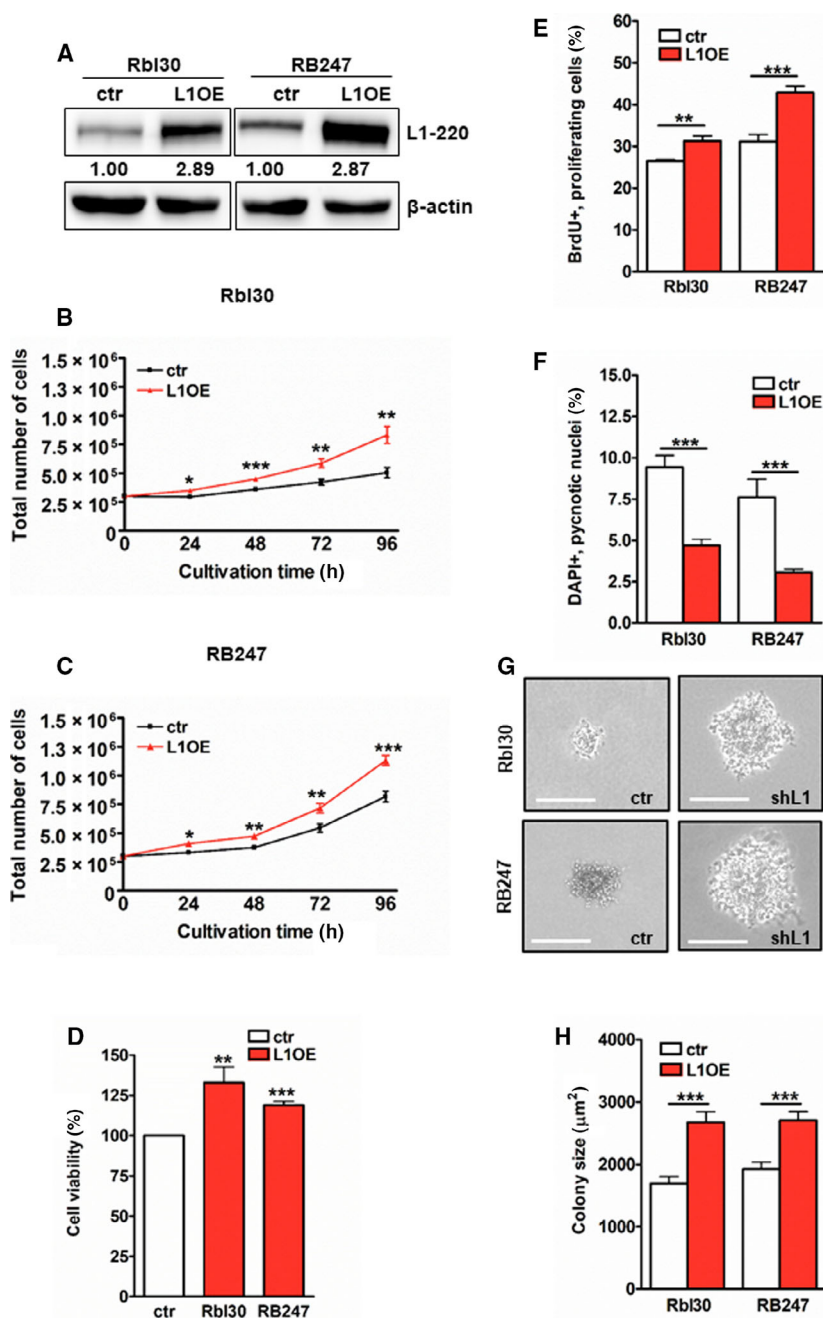 A
Rbl30 RB247
ctr L1OE ctr L1OE
L1-220
1.00 2.89 1.00 2.87
β-actin
B
Rbl30
Total number of cells
1.5 × 10⁶
1.3 × 10⁶
1.0 × 10⁶
7.5 × 10⁵
5.0 × 10⁵
2.5 × 10⁵
0
ctr
L1OE
* *** ** **
0 24 48 72 96
Cultivation time (h)
C
RB247
Total number of cells
1.5 × 10⁶
1.3 × 10⁶
1.0 × 10⁶
7.5 × 10⁵
5.0 × 10⁵
2.5 × 10⁵
0
ctr
L1OE
* ** ** ***
0 24 48 72 96
Cultivation time (h)
D
Cell viability (%)
150
125
100
75
50
25
0
ctr
L1OE
** ***
ctr Rbl30 RB247
E
BrdU+, proliferating cells (%)
60
50
40
30
20
10
0
ctr
L1OE
** ***
Rbl30 RB247
F
DAPI+, pycnotic nuclei (%)
15.0
12.5
10.0
7.5
5.0
2.5
0.0
ctr
L1OE
*** ***
Rbl30 RB247
G
Rbl30
ctr shL1
RB247
ctr shL1
H
Colony size (μm²)
4000
3000
2000
1000
0
ctr
L1OE
*** ***
Rbl30 RB247